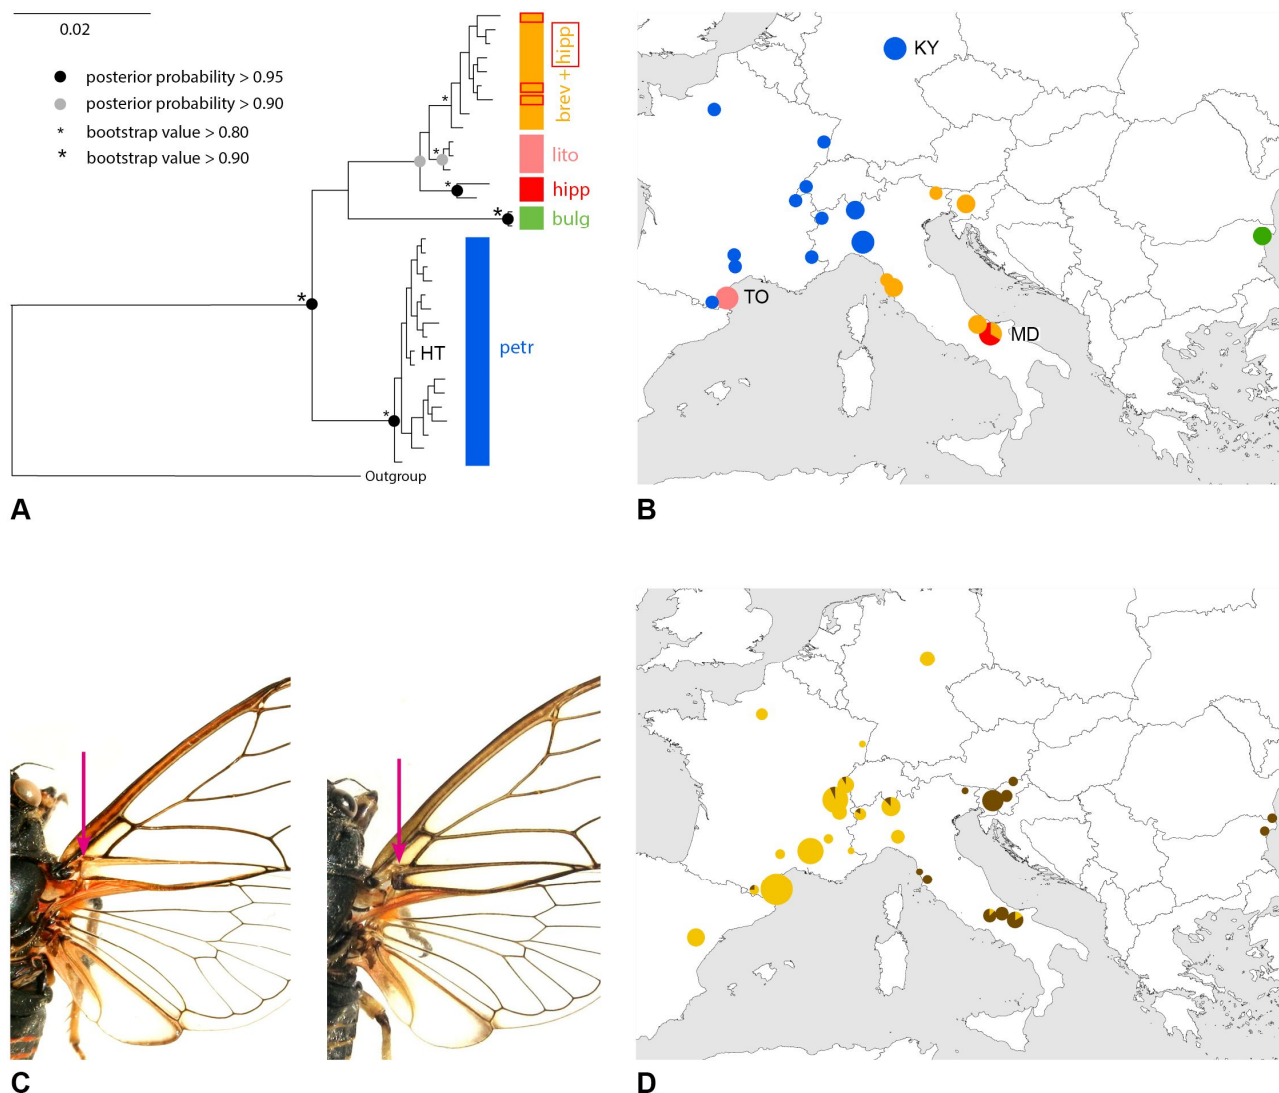 0.02
posterior probability > 0.95
posterior probability > 0.90
* bootstrap value > 0.80
* bootstrap value > 0.90
*
*
*
*
*
*
brev + hipp
lito
hipp
bulg
HT
petr
Outgroup
A
KY
TO
MD
B
C
D